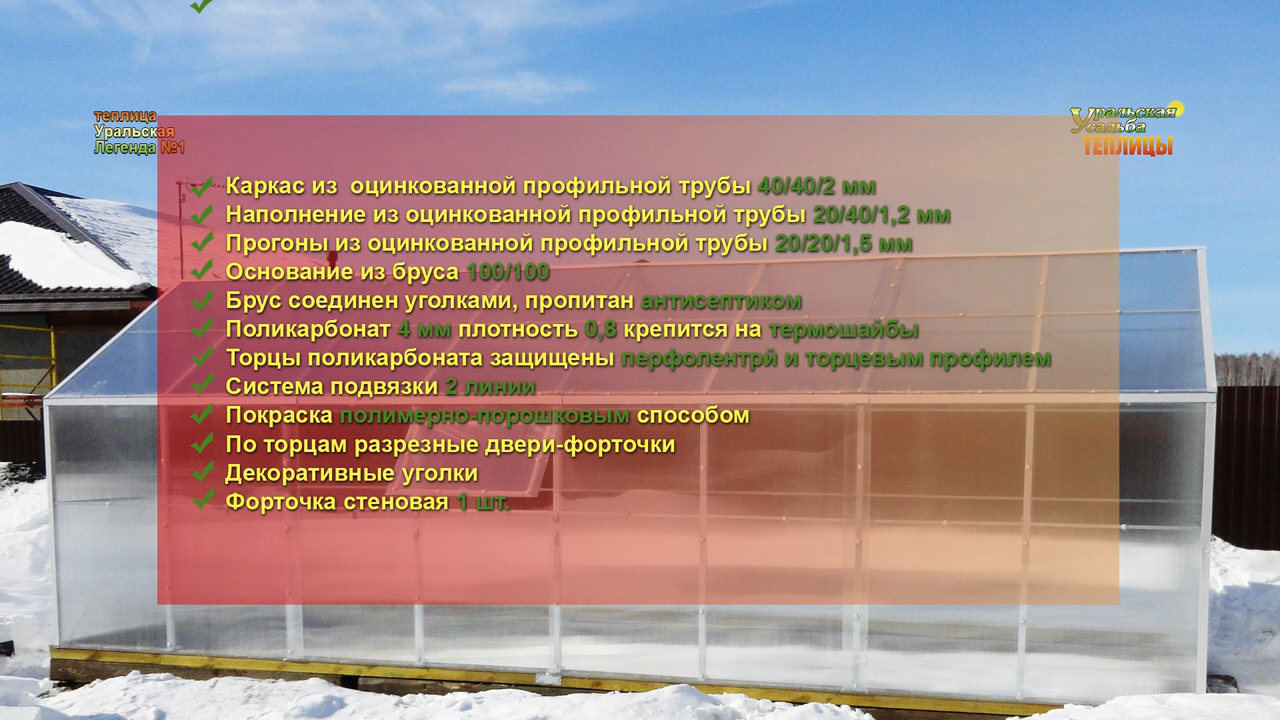 теплица
Уральская
Легенда №1
Уральская
Усадьба
ТЕПЛИЦЫ
Каркас из оцинкованной профильной трубы 40/40/2 мм
Наполнение из оцинкованной профильной трубы 20/40/1,2 мм
Прогоны из оцинкованной профильной трубы 20/20/1,5 мм
Основание из бруса 100/100
Брус соединен уголками, пропитан антисептиком
Поликарбонат 4 мм плотность 0,8 крепится на термошайбы
Торцы поликарбоната защищены перфолентрй и торцевым профилем
Система подвязки 2 линии
Покраска полимерно-порошковым способом
По торцам разрезные двери-форточки
Декоративные уголки
Форточка стеновая 1 шт.